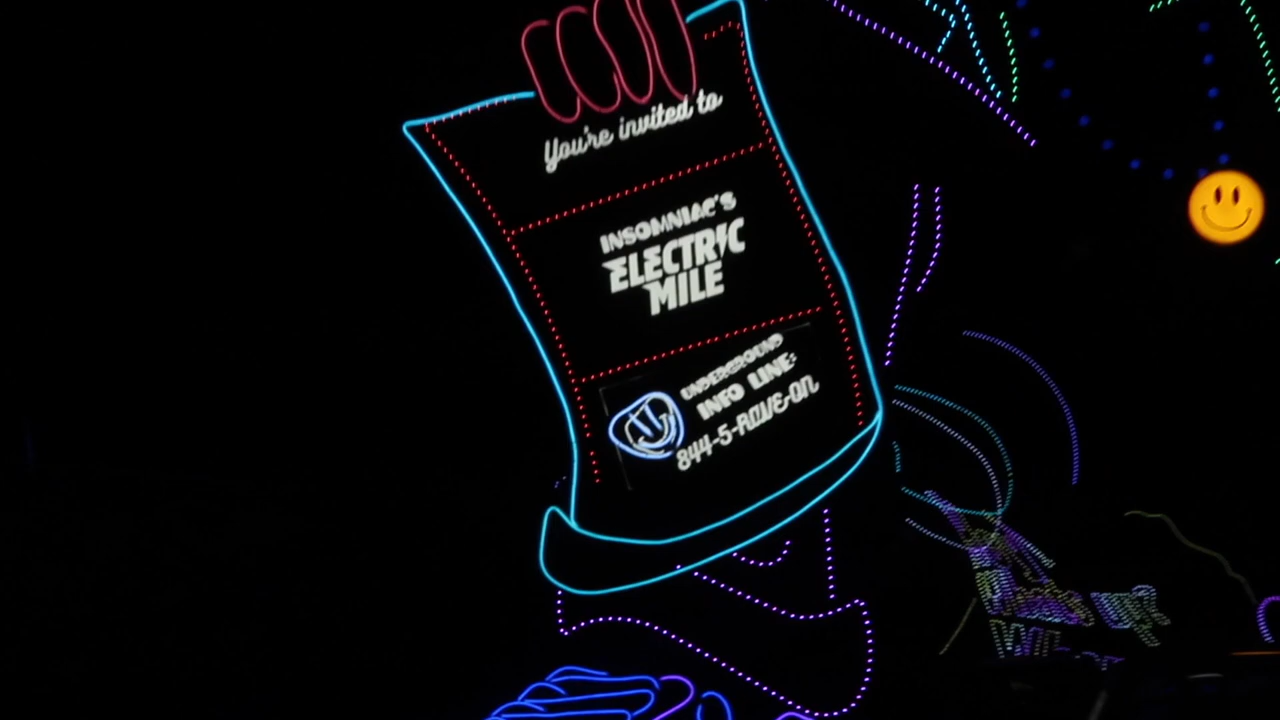 You're invited to
INSOMNIAC'S
ELECTRIC
MILE
UNDERGROUND
INFO LINE:
844-5-RAVE-ON